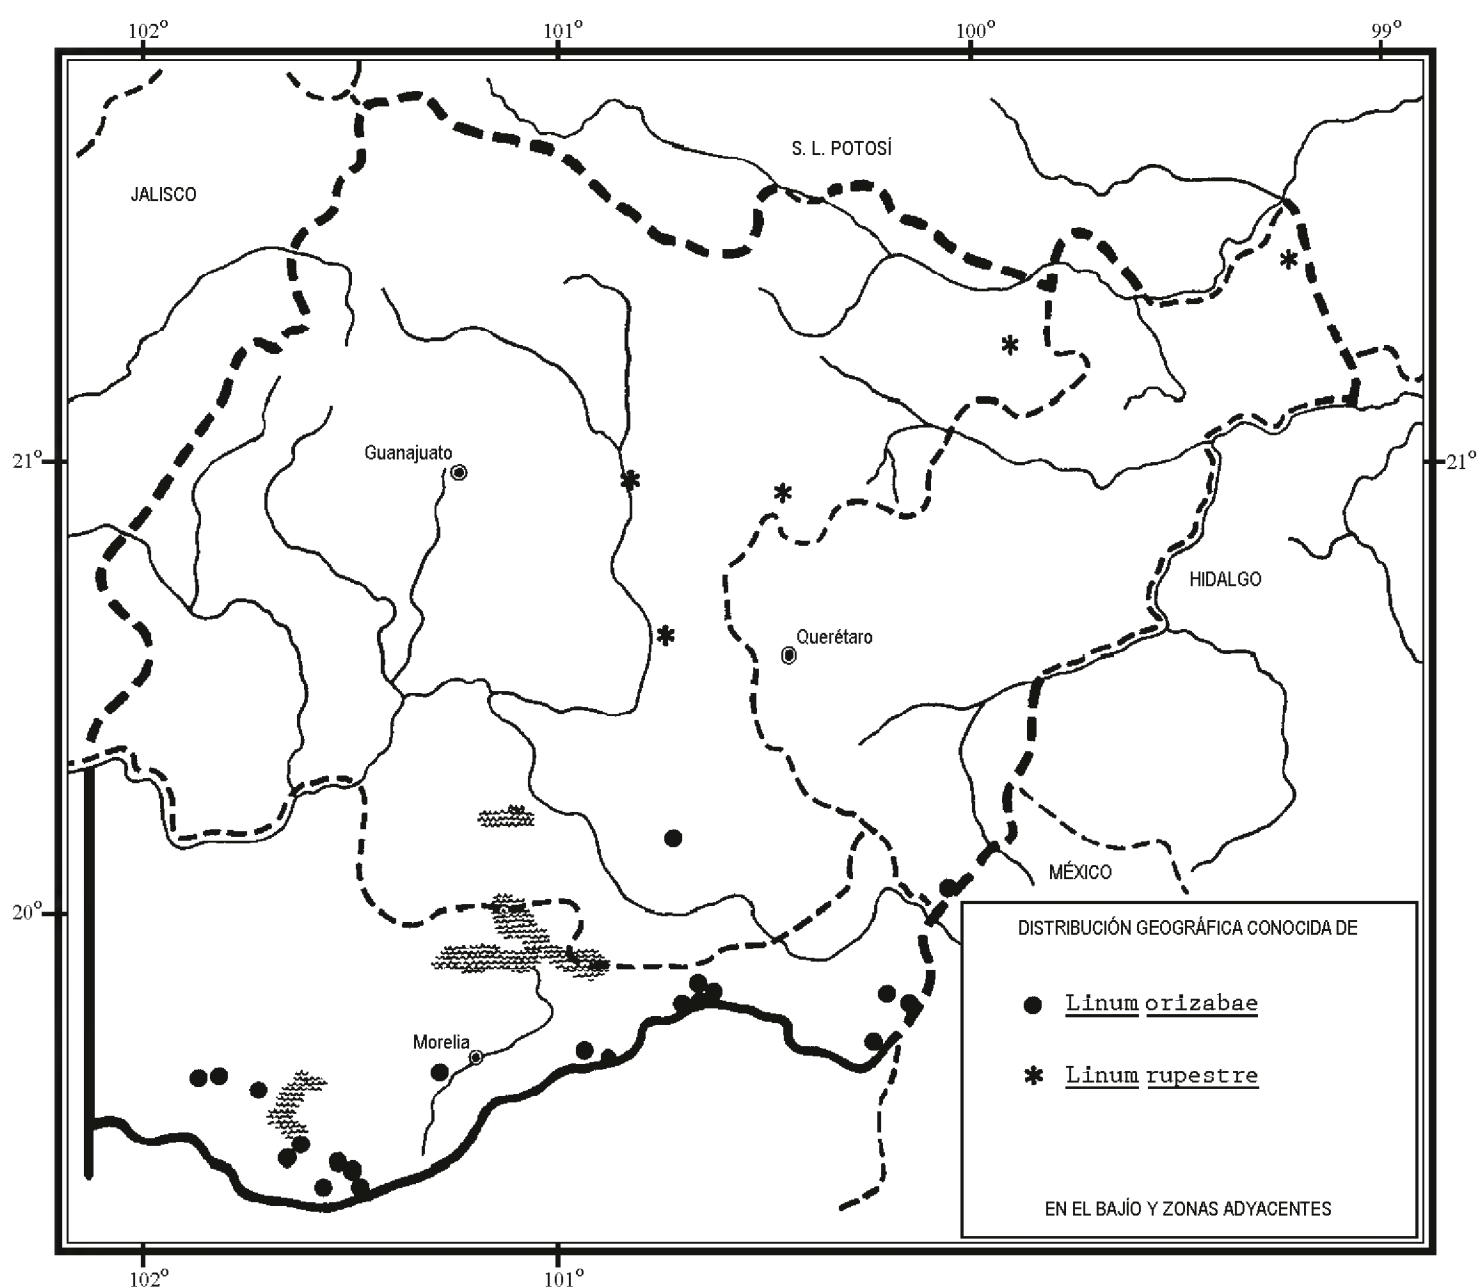 102° 101° 100° 99°
S. L. POTOSÍ
JALISCO
Guanajuato
21° 21°
HIDALGO
Querétaro
MÉXICO
20°
DISTRIBUCIÓN GEOGRÁFICA CONOCIDA DE
Linum orizabae
Morelia
Linum rupestre
EN EL BAJÍO Y ZONAS ADYACENTES
102° 101°